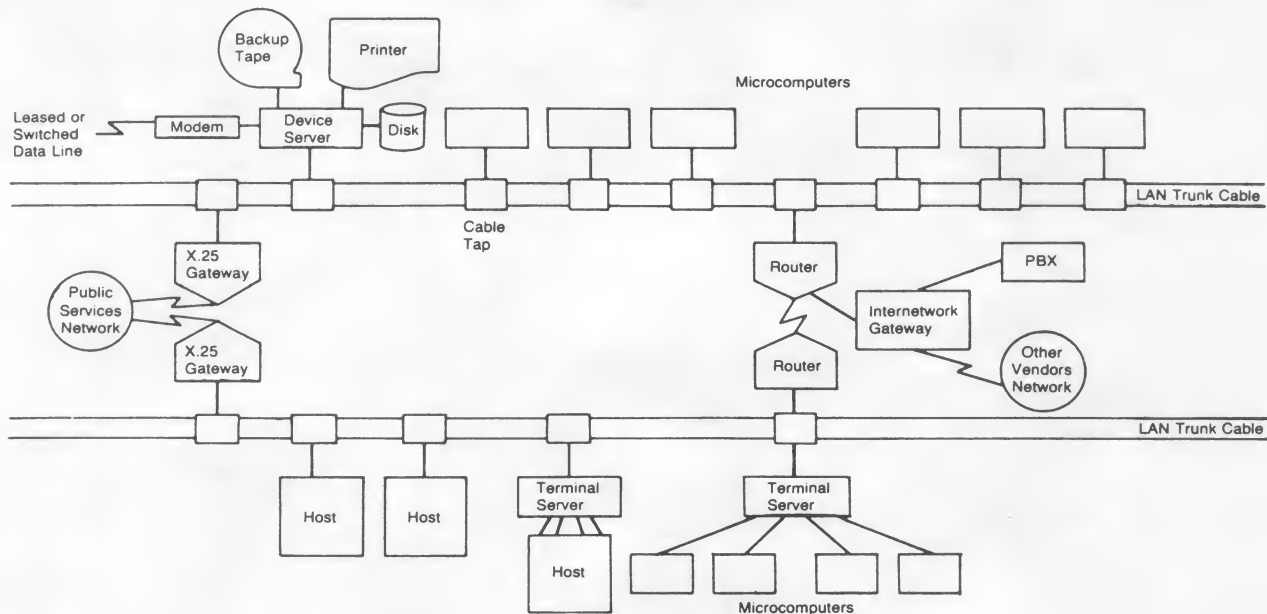 Backup
Tape
Printer
Microcomputers
Leased or
Switched
Data Line
Modem
Device
Server
Disk
LAN Trunk Cable
Cable
Tap
X.25
Gateway
Router
PBX
Public
Services
Network
Internetwork
Gateway
X.25
Gateway
Router
Other
Vendors
Network
LAN Trunk Cable
Host
Host
Terminal
Server
Terminal
Server
Host
Microcomputers